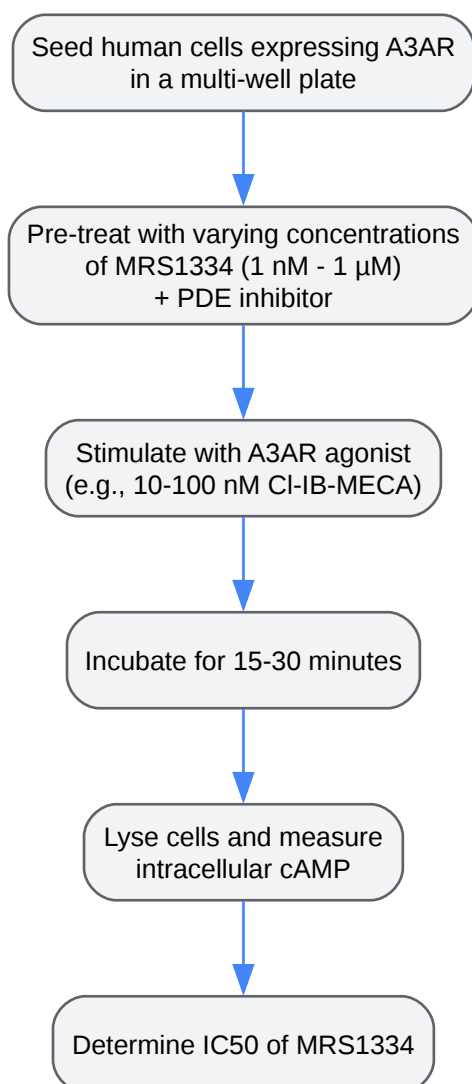 Seed human cells expressing A3AR
in a multi-well plate
Pre-treat with varying concentrations
of MRS1334 (1 nM - 1 µM)
+ PDE inhibitor
Stimulate with A3AR agonist
(e.g., 10-100 nM Cl-IB-MECA)
Incubate for 15-30 minutes
Lyse cells and measure
intracellular cAMP
Determine IC50 of MRS1334